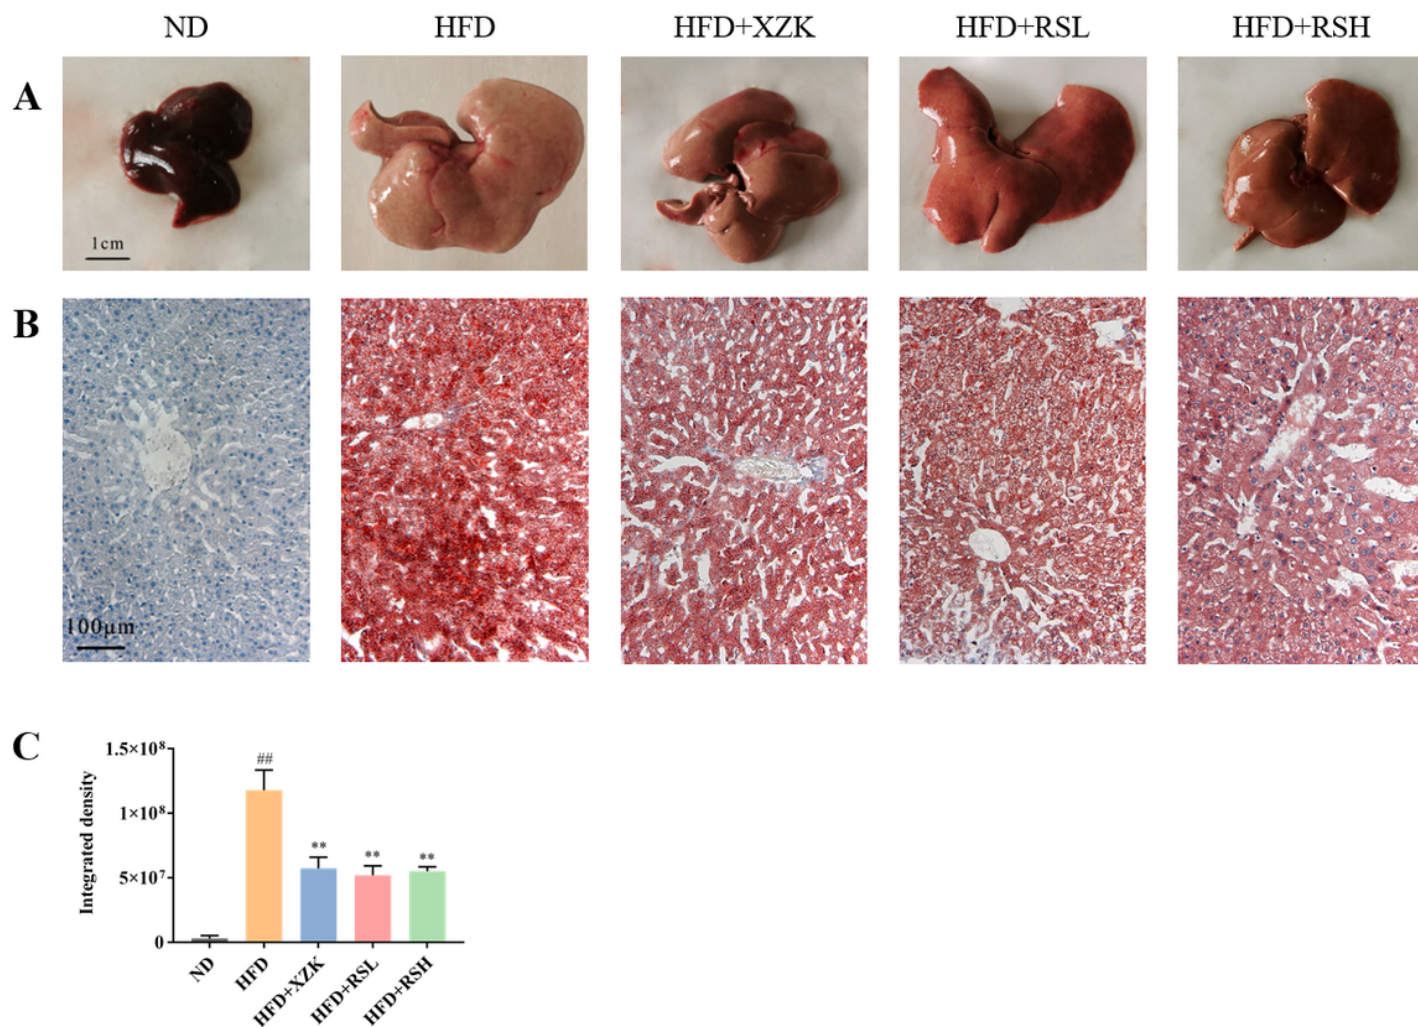 ND HFD HFD+XZK HFD+RSL HFD+RSH
A
1cm
B
100μm
C
1.5×10⁸
1×10⁸
5×10⁷
0
Integrated density
##
**
**
**
ND
HFD
HFD+XZK
HFD+RSL
HFD+RSH